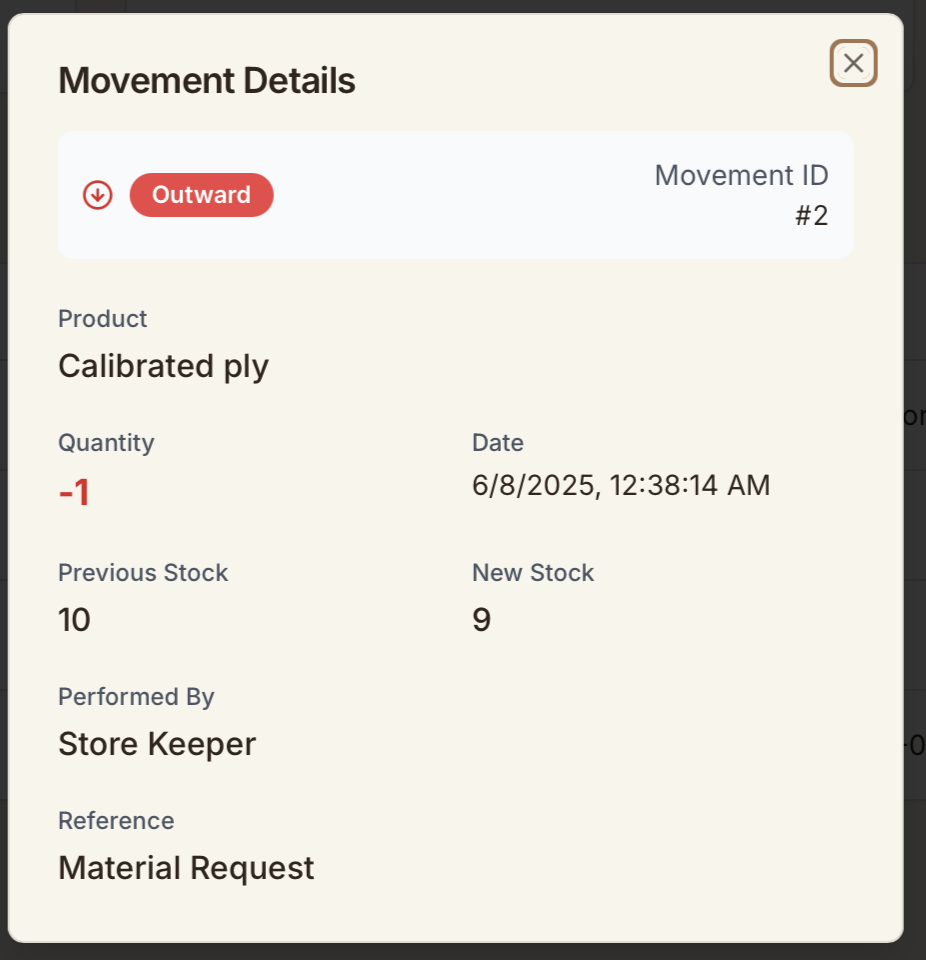 Movement Details
Outward
Movement ID
#2
Product
Calibrated ply
Quantity
Date
-1
6/8/2025, 12:38:14 AM
Previous Stock
New Stock
10
9
Performed By
Store Keeper
Reference
Material Request